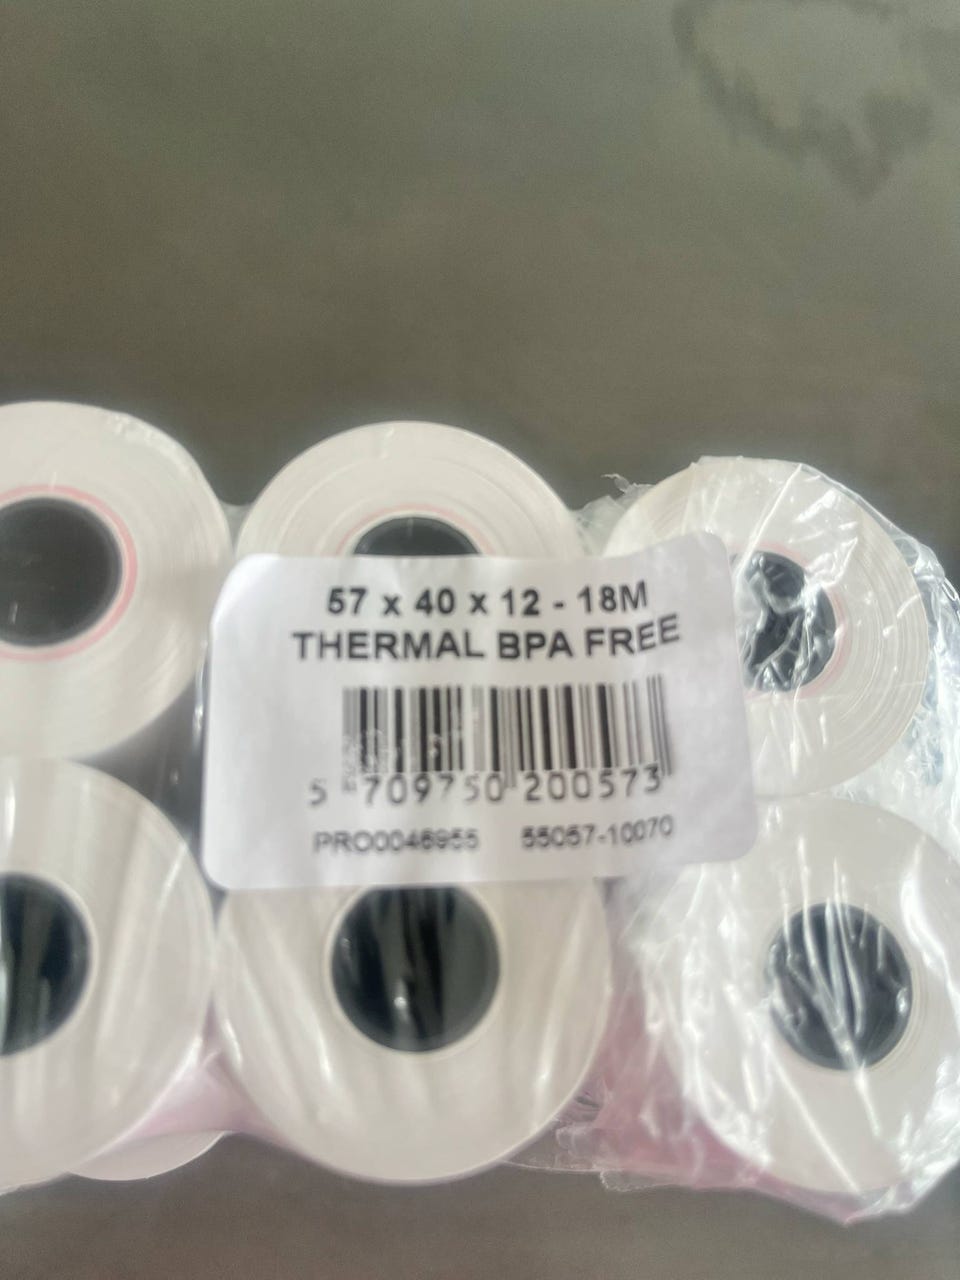 57 x 40 x 12 - 18M
THERMAL BPA FREE
5 709750 200573
PRO0046955 55057-10070